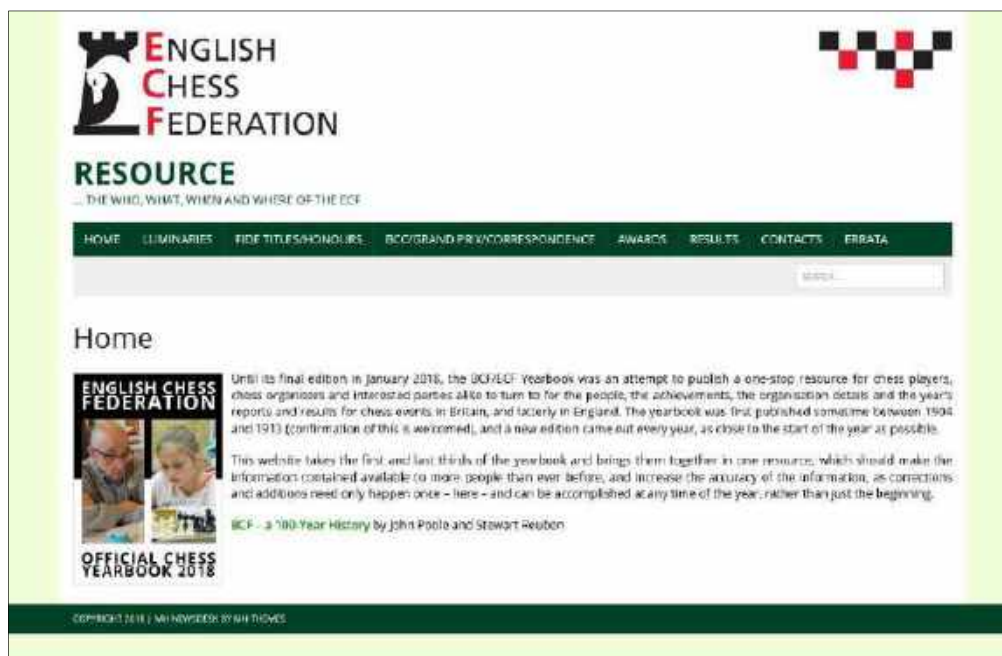 ENGLISH
CHESS
FEDERATION
RESOURCE
... THE WHO, WHAT, WHEN AND WHERE OF THE ECF
HOME LUMINARIES FIDE TITLES/HONOURS BCC/GRAND PRIX/CORRESPONDENCE AWARDS RESULTS CONTACTS ERRATA
Home
ENGLISH CHESS
FEDERATION
OFFICIAL CHESS
YEARBOOK 2018
Until its final edition in January 2018, the BCF/ECF Yearbook was an attempt to publish a one-stop resource for chess players,
chess organisers and interested parties alike to turn to for the people, the achievements, the organisation details and the year's
reports and results for chess events in Britain, and latterly in England. The yearbook was first published sometime between 1904
and 1913 (confirmation of this is welcomed), and a new edition came out every year, as close to the start of the year as possible.
This website takes the first and last thirds of the yearbook and brings them together in one resource, which should make the
information contained available to more people than ever before, and increase the accuracy of the information, as corrections
and additions need only happen once – here – and can be accomplished at any time of the year, rather than just the beginning.
BCF - a 100-Year History by John Poole and Stewart Reuben
COPYRIGHT 2018 | MH NEWSDESK BY MH THEMES